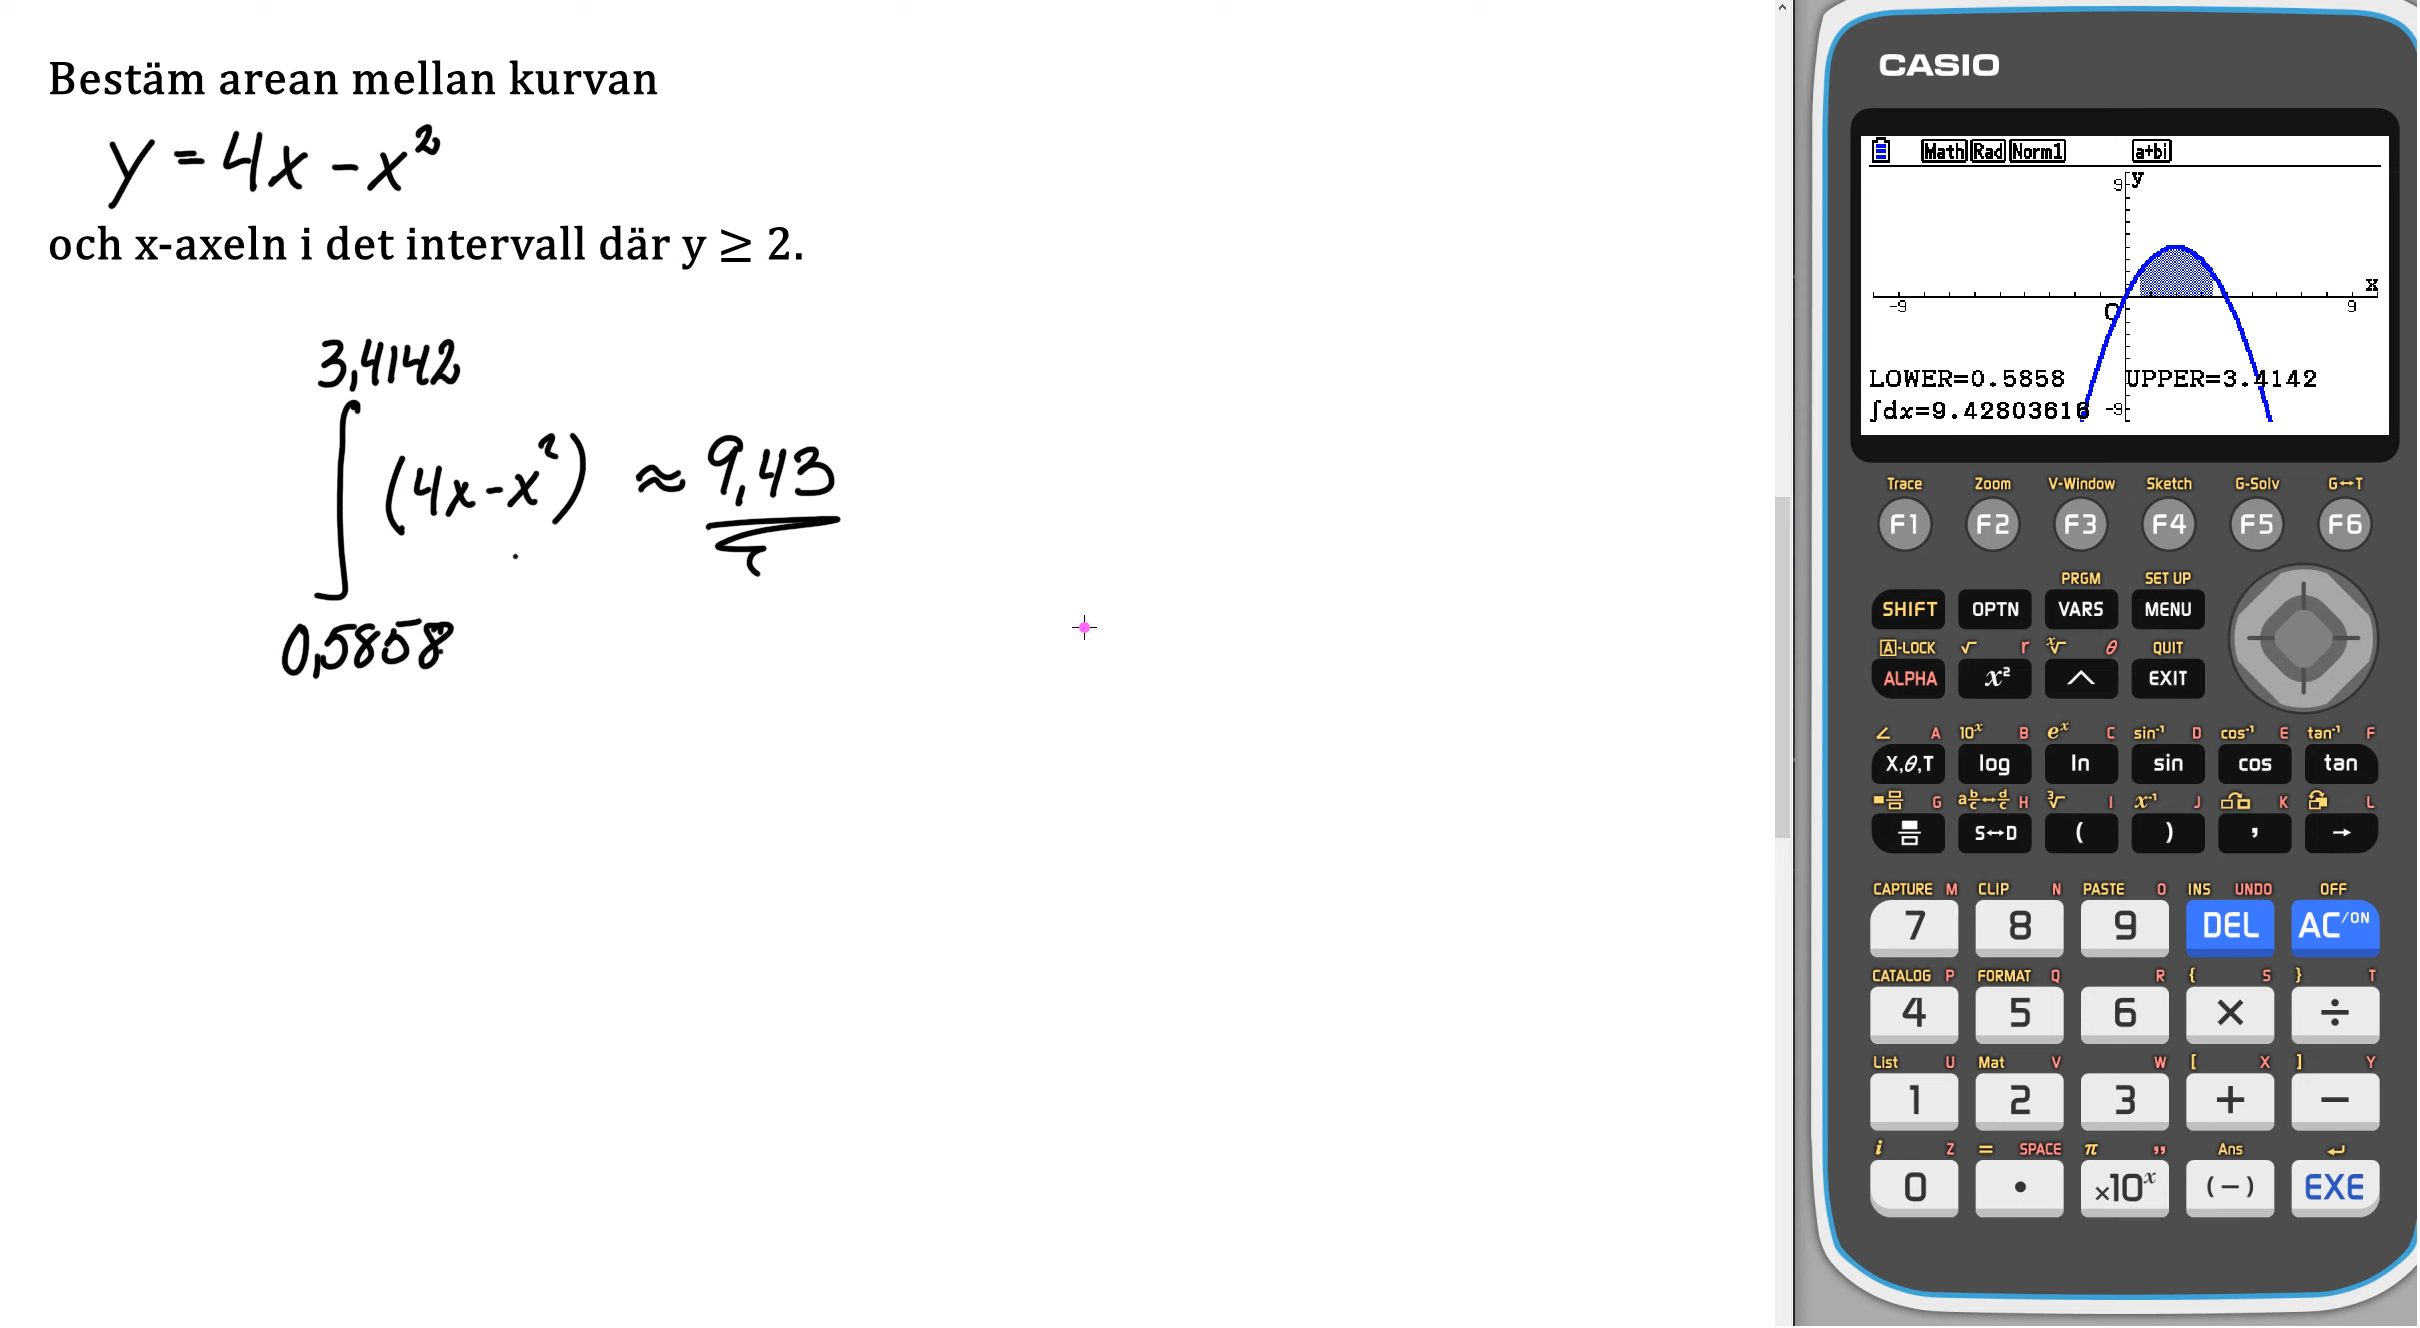 Bestäm arean mellan kurvan
y = 4x - x²
och x-axeln i det intervall där y ≥ 2.
3,4142
∫ (4x-x²) ≈ 9,43
0,5858
CASIO
Math Rad Norm1 a+bi
9 y
-9 O 9 x
LOWER=0.5858 UPPER=3.4142
∫dx=9.42803616 -9
Trace Zoom V-Window Sketch G-Solv G↔T
F1 F2 F3 F4 F5 F6
PRGM SET UP
SHIFT OPTN VARS MENU
A-LOCK √ r ˣ√ θ QUIT
ALPHA x² ^ EXIT
∠ A 10ˣ B eˣ C sin⁻¹ D cos⁻¹ E tan⁻¹ F
X,θ,T log ln sin cos tan
G a b/c↔d/c H ³√ I x⁻¹ J K L
S↔D ( ) , →
CAPTURE M CLIP N PASTE O INS UNDO OFF
7 8 9 DEL AC/ON
CATALOG P FORMAT Q R { S } T
4 5 6 × ÷
List U Mat V W [ X ] Y
1 2 3 + −
i Z = SPACE π " Ans ↵
0 • ×10ˣ (−) EXE